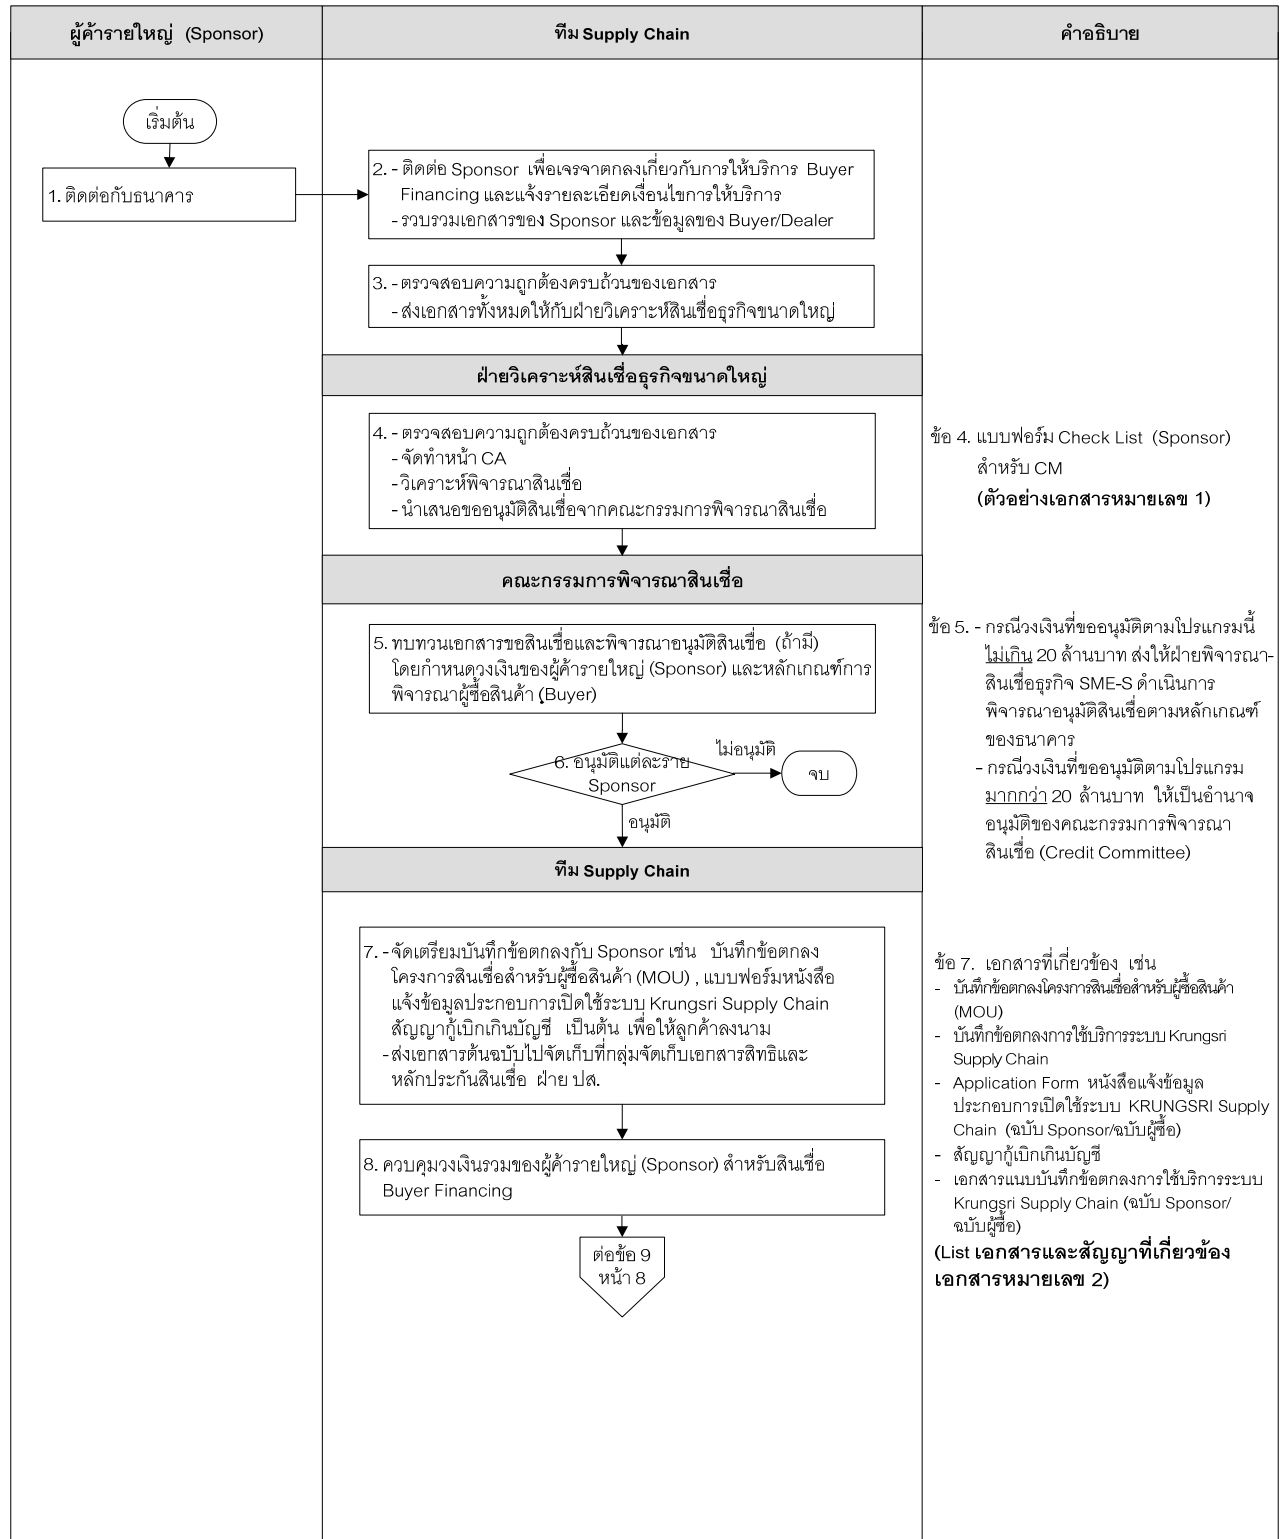 ผู้ค้ารายใหญ่ (Sponsor)
ทีม Supply Chain
คำอธิบาย
เริ่มต้น
1. ติดต่อกับธนาคาร
2. - ติดต่อ Sponsor เพื่อเจรจาตกลงเกี่ยวกับการให้บริการ Buyer
Financing และแจ้งรายละเอียดเงื่อนไขการให้บริการ
- รวบรวมเอกสารของ Sponsor และข้อมูลของ Buyer/Dealer
3. - ตรวจสอบความถูกต้องครบถ้วนของเอกสาร
- ส่งเอกสารทั้งหมดให้กับฝ่ายวิเคราะห์สินเชื่อธุรกิจขนาดใหญ่
ฝ่ายวิเคราะห์สินเชื่อธุรกิจขนาดใหญ่
4. - ตรวจสอบความถูกต้องครบถ้วนของเอกสาร
- จัดทำหน้า CA
- วิเคราะห์พิจารณาสินเชื่อ
- นำเสนอขออนุมัติสินเชื่อจากคณะกรรมการพิจารณาสินเชื่อ
ข้อ 4. แบบฟอร์ม Check List (Sponsor)
สำหรับ CM
(ตัวอย่างเอกสารหมายเลข 1)
คณะกรรมการพิจารณาสินเชื่อ
5. ทบทวนเอกสารขอสินเชื่อและพิจารณาอนุมัติสินเชื่อ (ถ้ามี)
โดยกำหนดวงเงินของผู้ค้ารายใหญ่ (Sponsor) และหลักเกณฑ์การ
พิจารณาผู้ซื้อสินค้า (Buyer)
6. อนุมัติแต่ละราย
Sponsor
ไม่อนุมัติ
จบ
อนุมัติ
ข้อ 5. - กรณีวงเงินที่ขออนุมัติตามโปรแกรมนี้
ไม่เกิน 20 ล้านบาท ส่งให้ฝ่ายพิจารณา-
สินเชื่อธุรกิจ SME-S ดำเนินการ
พิจารณาอนุมัติสินเชื่อตามหลักเกณฑ์
ของธนาคาร
- กรณีวงเงินที่ขออนุมัติตามโปรแกรม
มากกว่า 20 ล้านบาท ให้เป็นอำนาจ
อนุมัติของคณะกรรมการพิจารณา
สินเชื่อ (Credit Committee)
ทีม Supply Chain
7. - จัดเตรียมบันทึกข้อตกลงกับ Sponsor เช่น บันทึกข้อตกลง
โครงการสินเชื่อสำหรับผู้ซื้อสินค้า (MOU) , แบบฟอร์มหนังสือ
แจ้งข้อมูลประกอบการเปิดใช้ระบบ Krungsri Supply Chain
สัญญากู้เบิกเกินบัญชี เป็นต้น เพื่อให้ลูกค้าลงนาม
- ส่งเอกสารต้นฉบับไปจัดเก็บที่กลุ่มจัดเก็บเอกสารสิทธิและ
หลักประกันสินเชื่อ ฝ่าย ปส.
8. ควบคุมวงเงินรวมของผู้ค้ารายใหญ่ (Sponsor) สำหรับสินเชื่อ
Buyer Financing
ต่อข้อ 9
หน้า 8
ข้อ 7. เอกสารที่เกี่ยวข้อง เช่น
- บันทึกข้อตกลงโครงการสินเชื่อสำหรับผู้ซื้อสินค้า
(MOU)
- บันทึกข้อตกลงการใช้บริการระบบ Krungsri
Supply Chain
- Application Form หนังสือแจ้งข้อมูล
ประกอบการเปิดใช้ระบบ KRUNGSRI Supply
Chain (ฉบับ Sponsor/ฉบับผู้ซื้อ)
- สัญญากู้เบิกเกินบัญชี
- เอกสารแนบบันทึกข้อตกลงการใช้บริการระบบ
Krungsri Supply Chain (ฉบับ Sponsor/
ฉบับผู้ซื้อ)
(List เอกสารและสัญญาที่เกี่ยวข้อง
เอกสารหมายเลข 2)